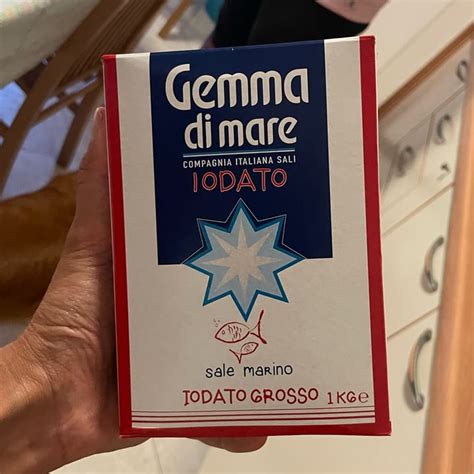 Gemma
di mare
COMPAGNIA ITALIANA SALI
IODATO
sale marino
IODATO GROSSO 1KG℮